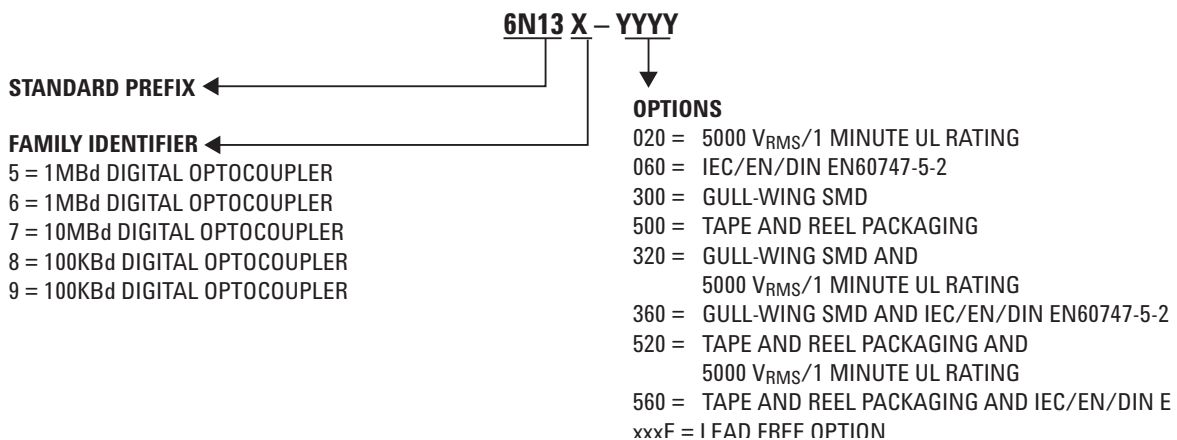 6N13 X – YYYY
STANDARD PREFIX
FAMILY IDENTIFIER
5 = 1MBd DIGITAL OPTOCOUPLER
6 = 1MBd DIGITAL OPTOCOUPLER
7 = 10MBd DIGITAL OPTOCOUPLER
8 = 100KBd DIGITAL OPTOCOUPLER
9 = 100KBd DIGITAL OPTOCOUPLER
OPTIONS
020 = 5000 VRMS/1 MINUTE UL RATING
060 = IEC/EN/DIN EN60747-5-2
300 = GULL-WING SMD
500 = TAPE AND REEL PACKAGING
320 = GULL-WING SMD AND
5000 VRMS/1 MINUTE UL RATING
360 = GULL-WING SMD AND IEC/EN/DIN EN60747-5-2
520 = TAPE AND REEL PACKAGING AND
5000 VRMS/1 MINUTE UL RATING
560 = TAPE AND REEL PACKAGING AND IEC/EN/DIN E
xxxE = LEAD FREE OPTION